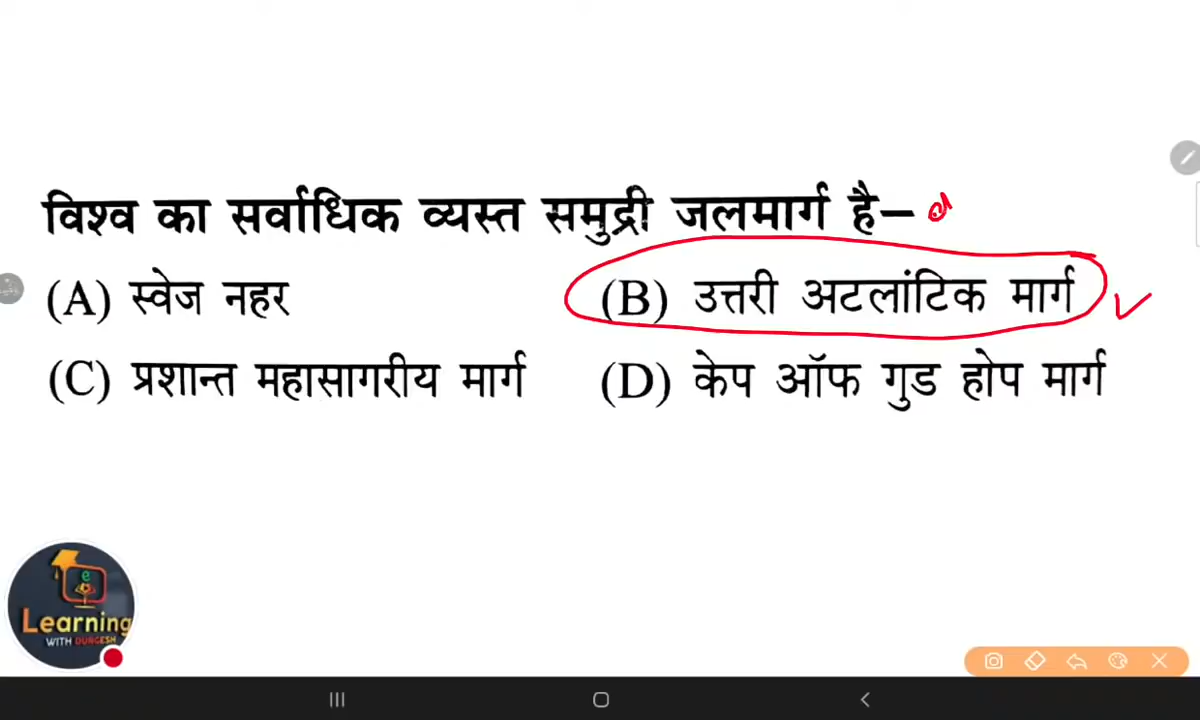 विश्व का सर्वाधिक व्यस्त समुद्री जलमार्ग है–
(A) स्वेज नहर (B) उत्तरी अटलांटिक मार्ग
(C) प्रशान्त महासागरीय मार्ग (D) केप ऑफ गुड होप मार्ग
e
Learning
WITH DURGESH